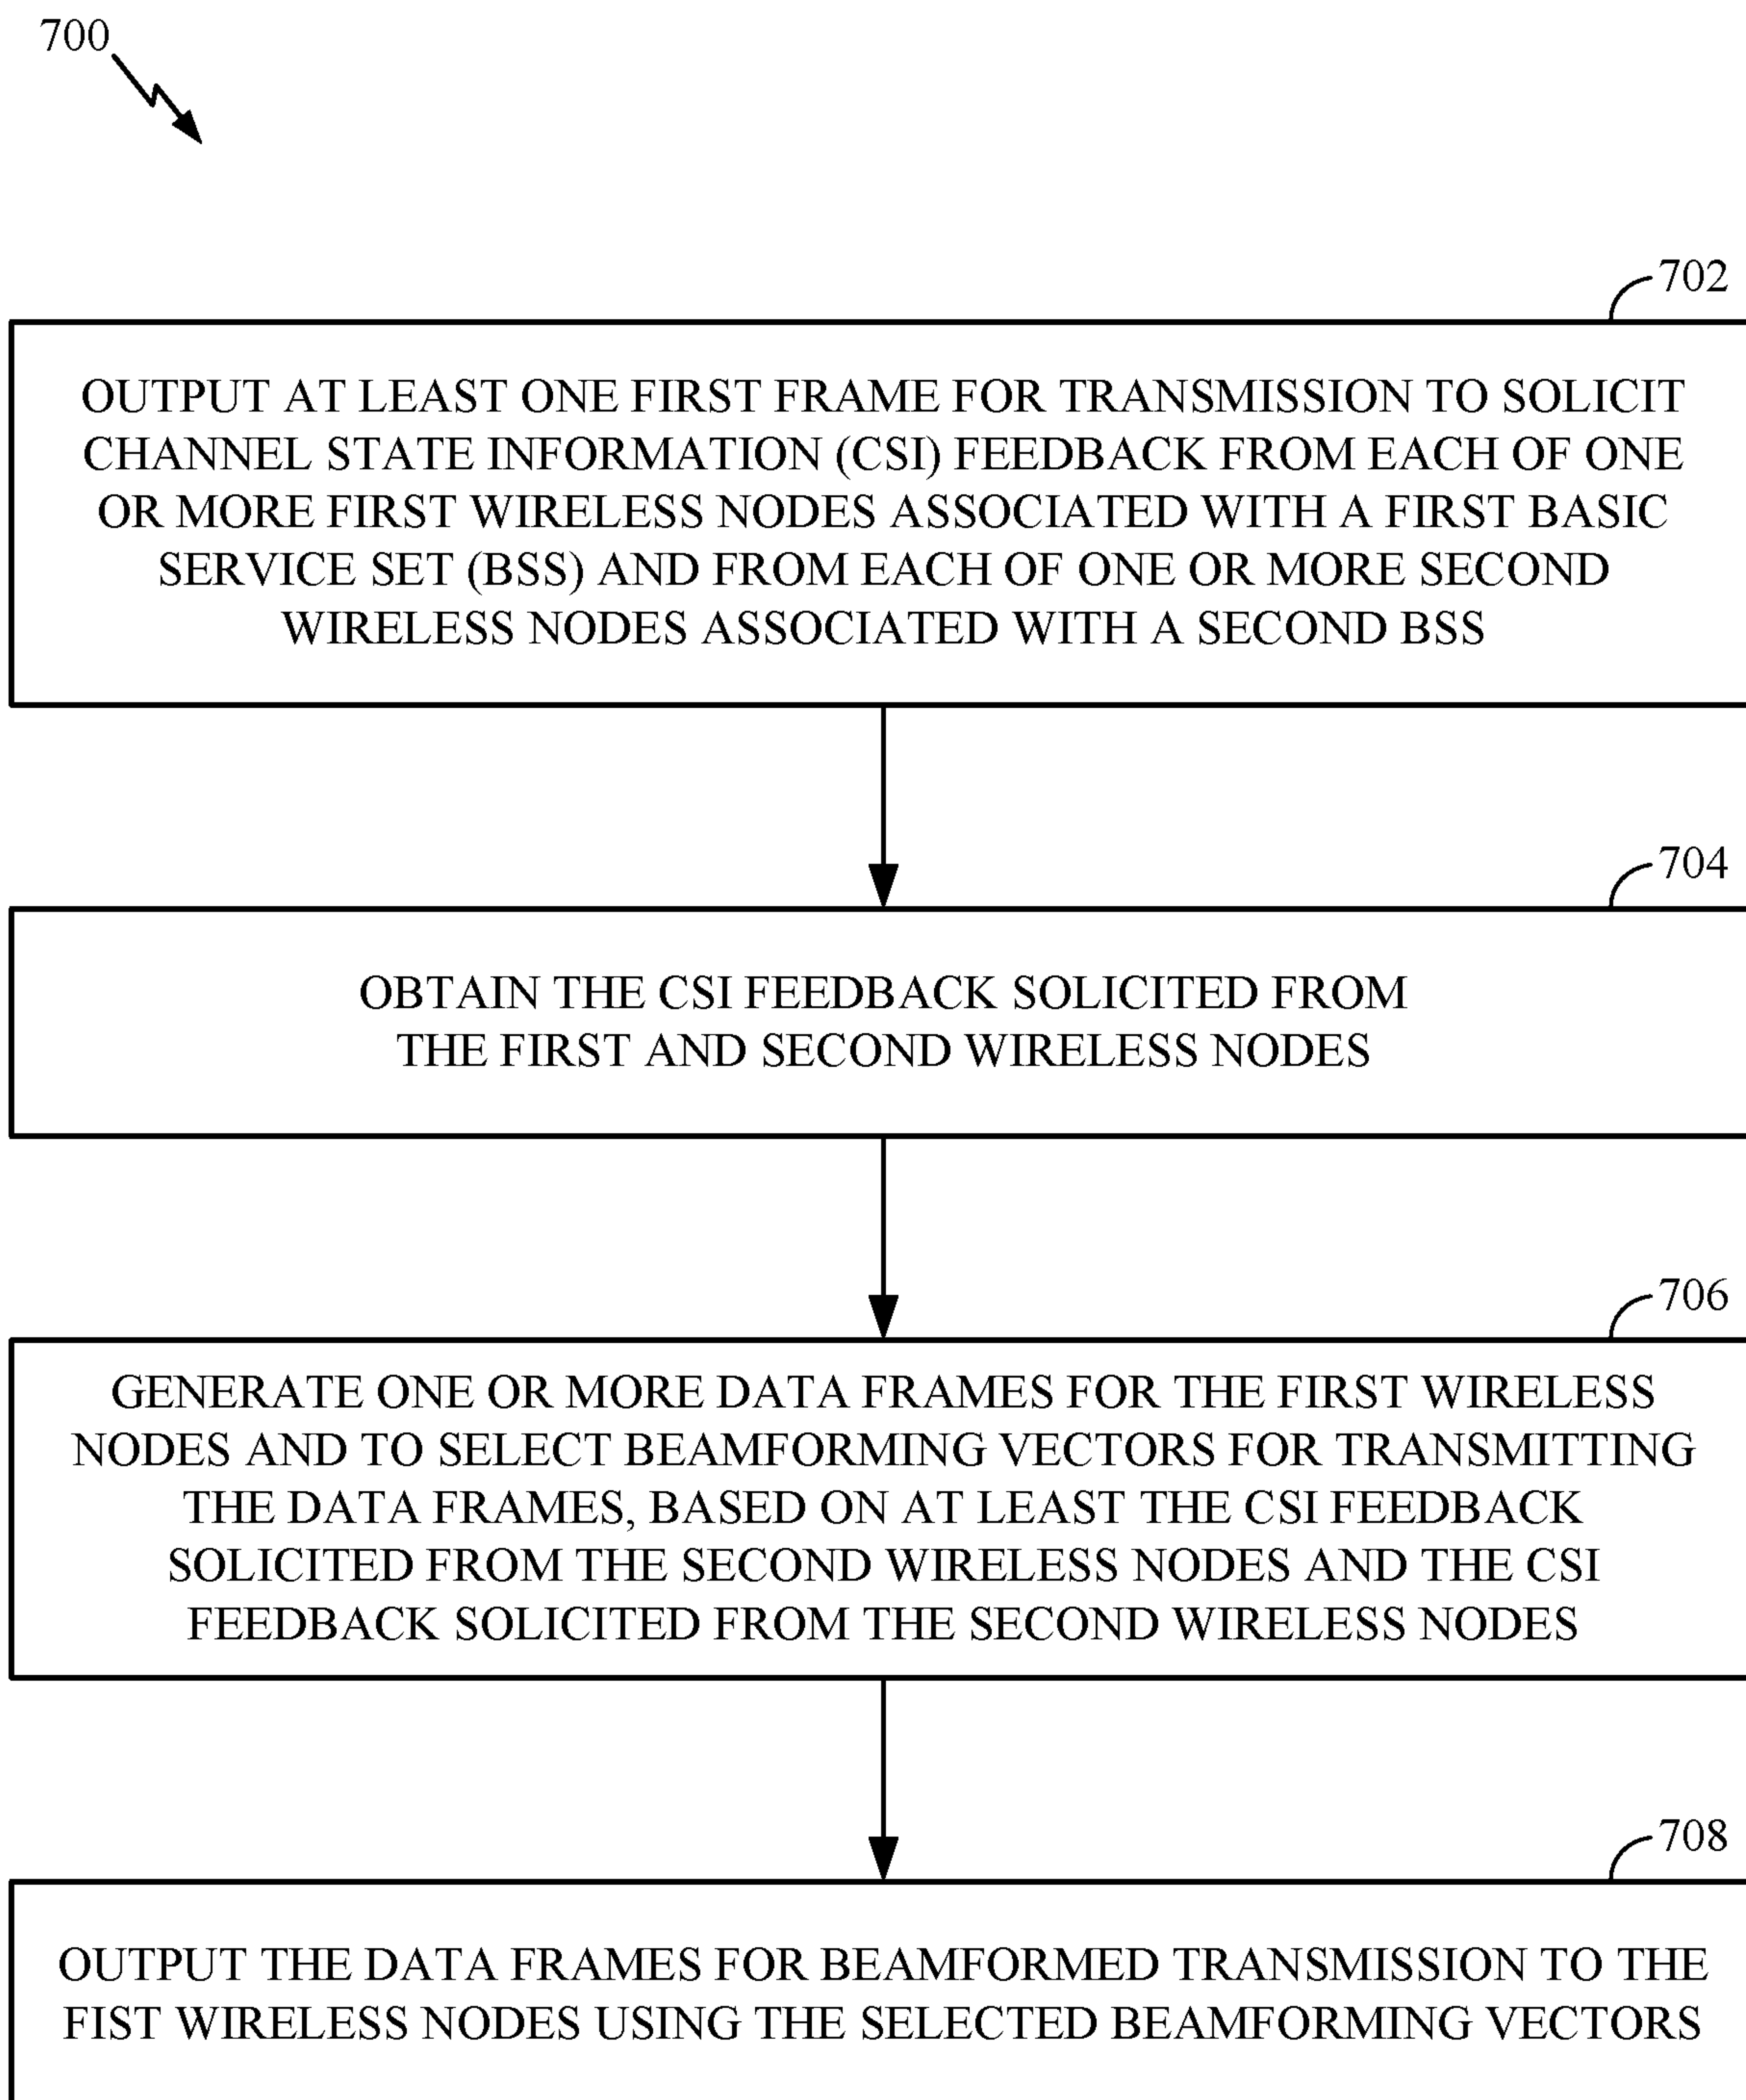 700
702
OUTPUT AT LEAST ONE FIRST FRAME FOR TRANSMISSION TO SOLICIT
CHANNEL STATE INFORMATION (CSI) FEEDBACK FROM EACH OF ONE
OR MORE FIRST WIRELESS NODES ASSOCIATED WITH A FIRST BASIC
SERVICE SET (BSS) AND FROM EACH OF ONE OR MORE SECOND
WIRELESS NODES ASSOCIATED WITH A SECOND BSS
704
OBTAIN THE CSI FEEDBACK SOLICITED FROM
THE FIRST AND SECOND WIRELESS NODES
706
GENERATE ONE OR MORE DATA FRAMES FOR THE FIRST WIRELESS
NODES AND TO SELECT BEAMFORMING VECTORS FOR TRANSMITTING
THE DATA FRAMES, BASED ON AT LEAST THE CSI FEEDBACK
SOLICITED FROM THE SECOND WIRELESS NODES AND THE CSI
FEEDBACK SOLICITED FROM THE SECOND WIRELESS NODES
708
OUTPUT THE DATA FRAMES FOR BEAMFORMED TRANSMISSION TO THE
FIST WIRELESS NODES USING THE SELECTED BEAMFORMING VECTORS